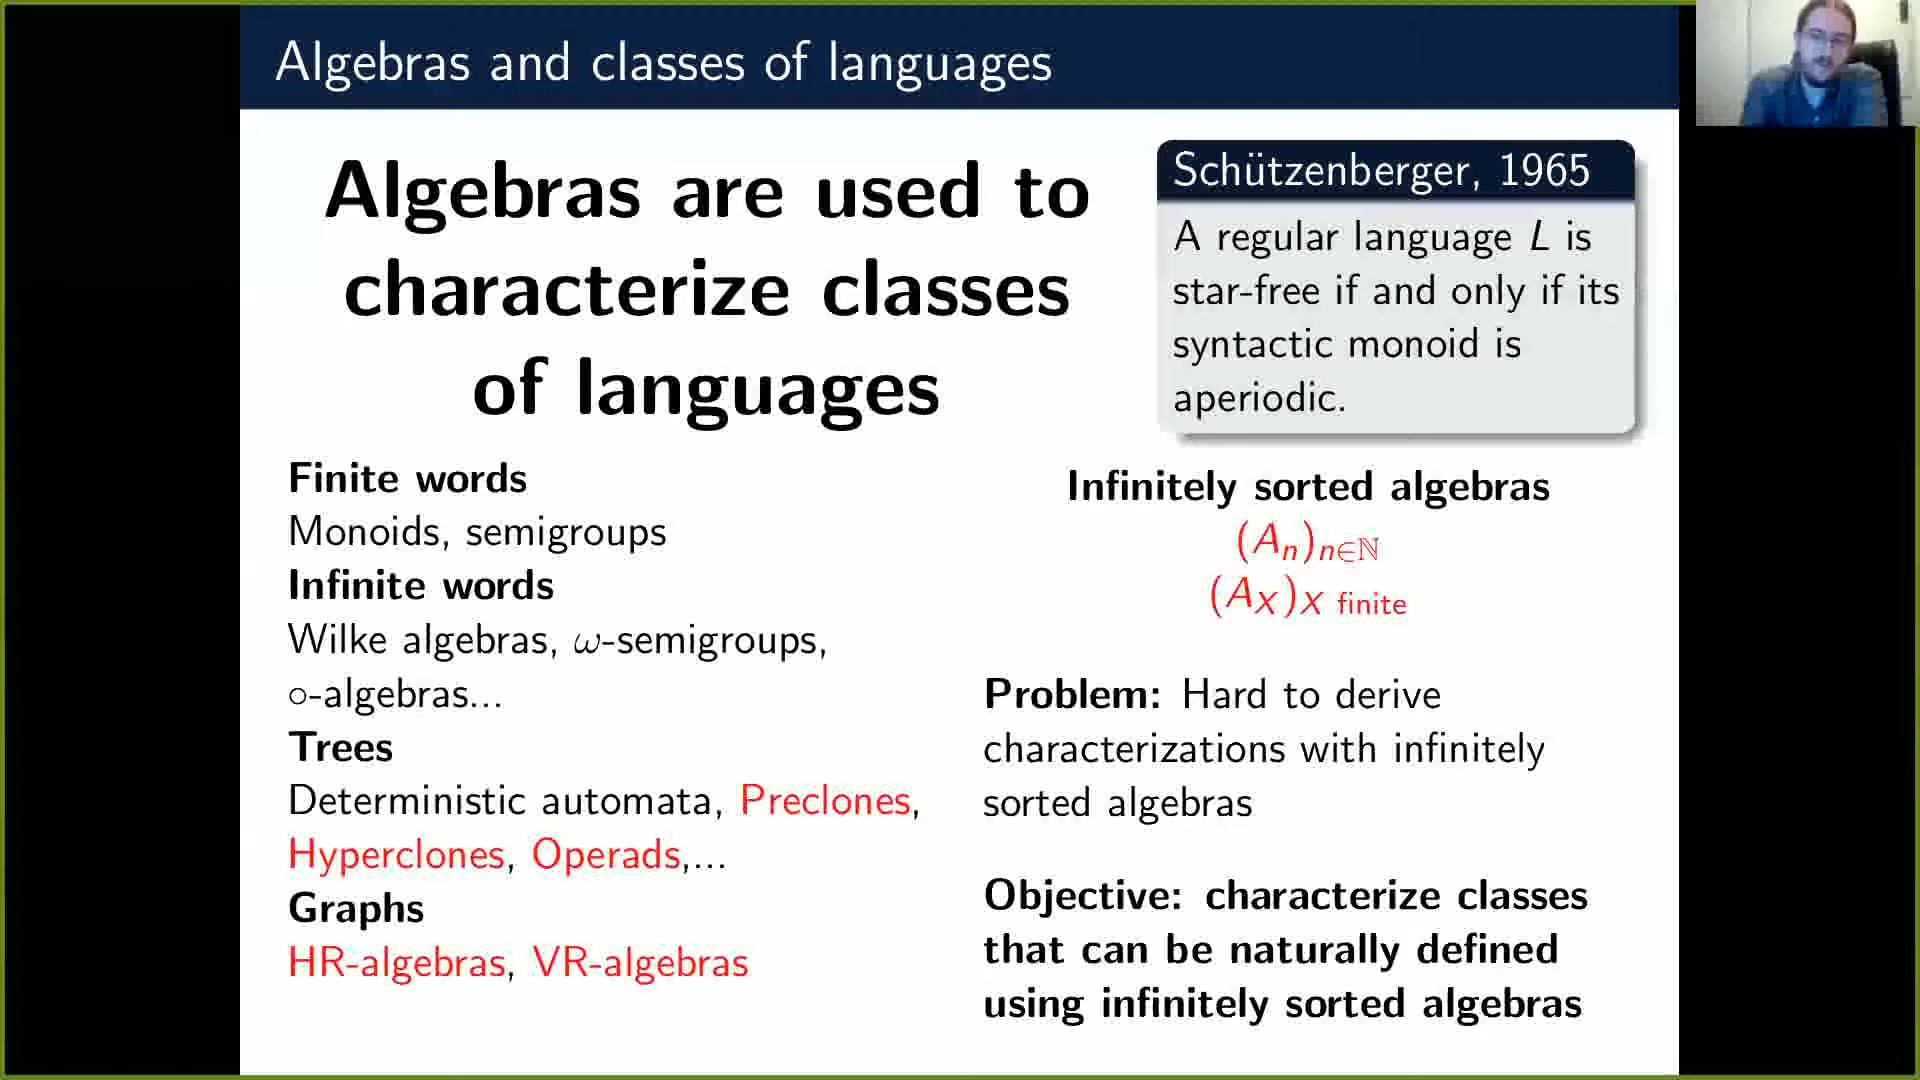 Algebras and classes of languages
Algebras are used to
characterize classes
of languages
Schützenberger, 1965
A regular language L is
star-free if and only if its
syntactic monoid is
aperiodic.
Finite words
Monoids, semigroups
Infinite words
Wilke algebras, ω-semigroups,
∘-algebras...
Trees
Deterministic automata, Preclones,
Hyperclones, Operads,...
Graphs
HR-algebras, VR-algebras
Infinitely sorted algebras
(Aₙ)ₙ∈ℕ
(A_X)_X finite
Problem: Hard to derive
characterizations with infinitely
sorted algebras
Objective: characterize classes
that can be naturally defined
using infinitely sorted algebras